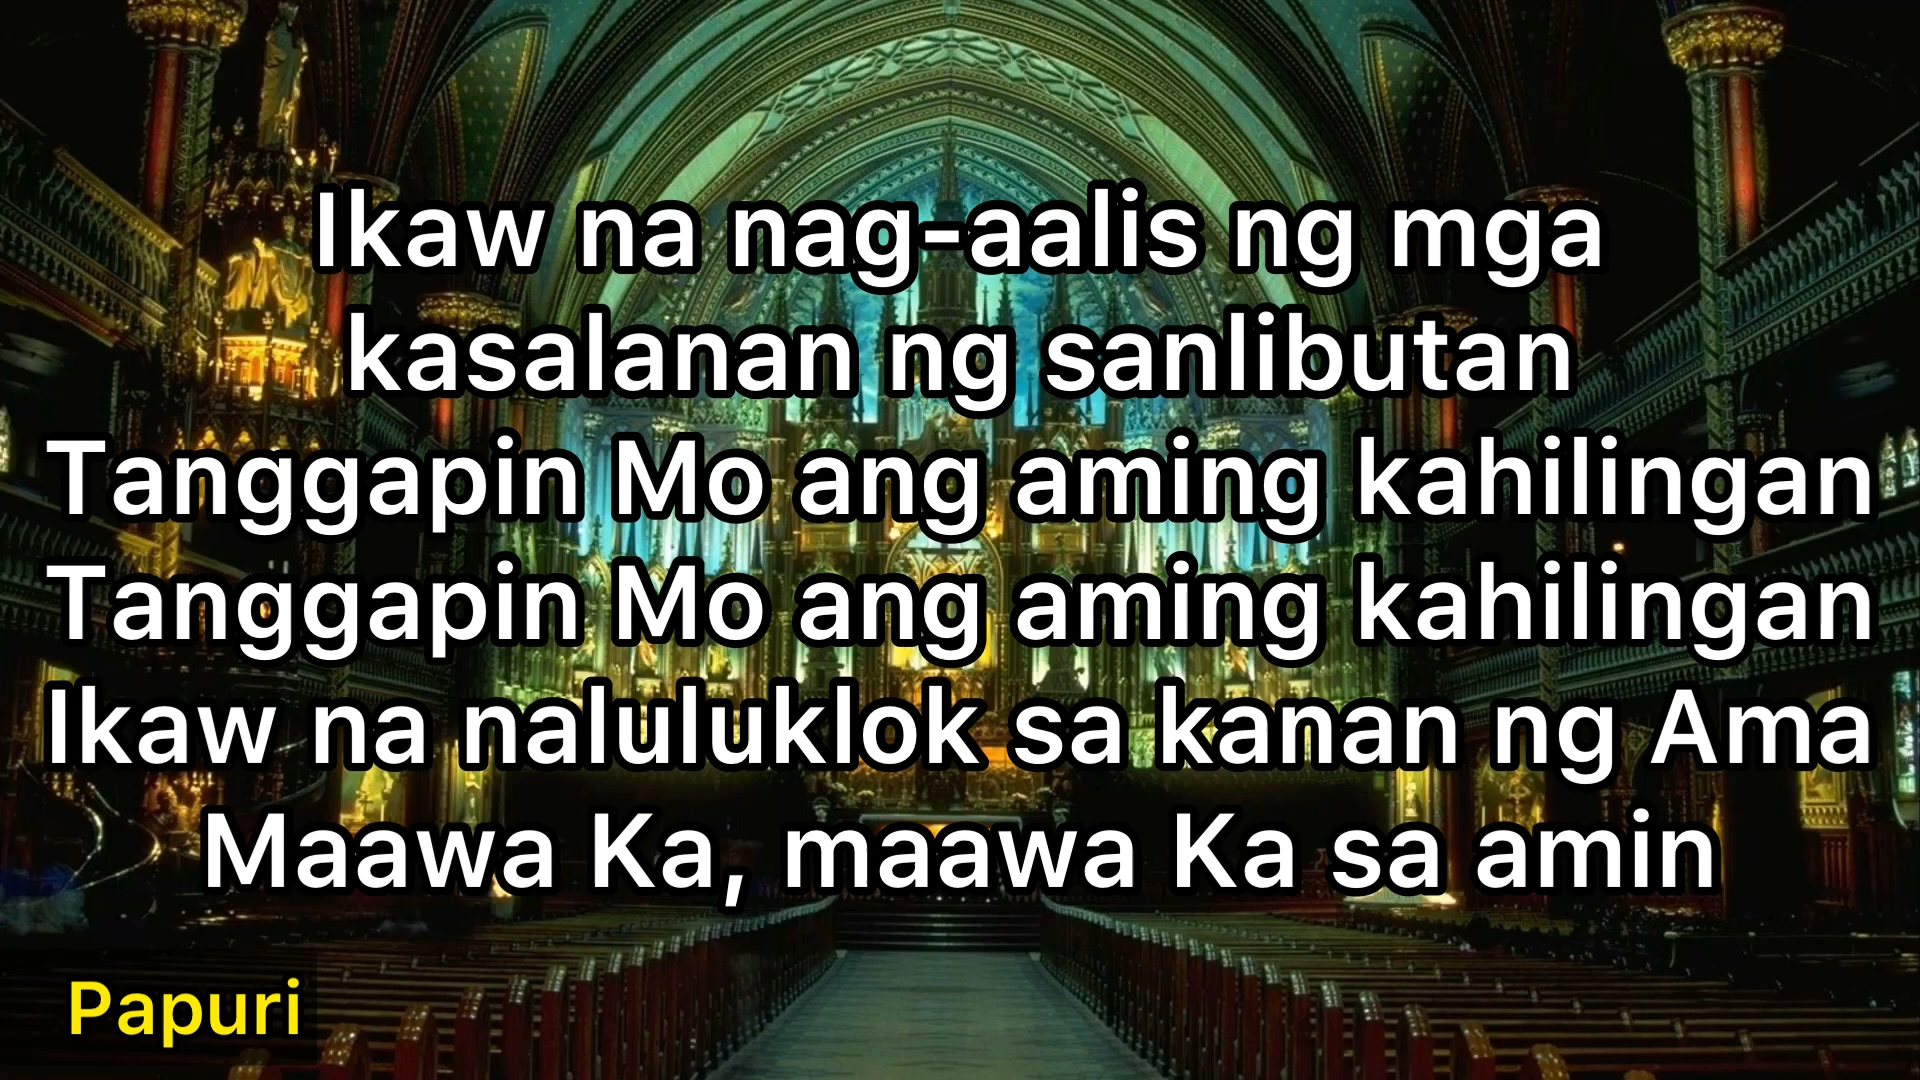 Ikaw na nag-aalis ng mga
kasalanan ng sanlibutan
Tanggapin Mo ang aming kahilingan
Tanggapin Mo ang aming kahilingan
Ikaw na naluluklok sa kanan ng Ama
Maawa Ka, maawa Ka sa amin
Papuri